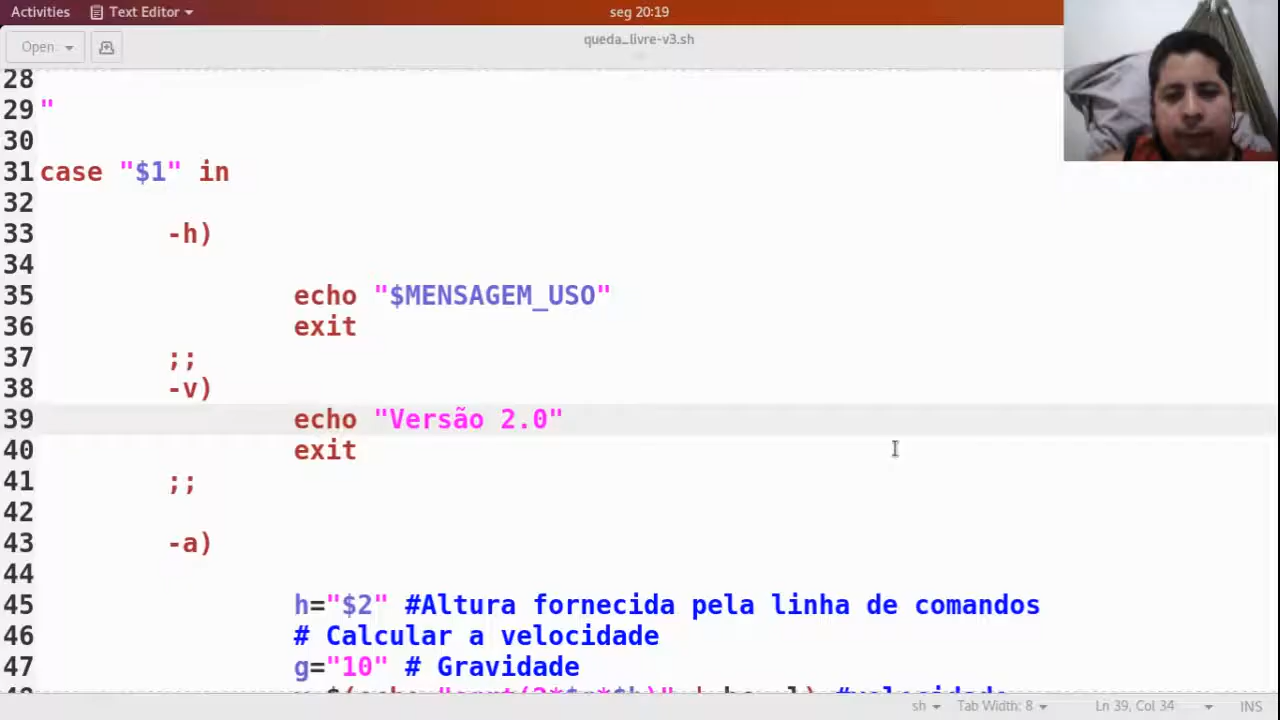 Activities Text Editor seg 20:19
Open queda_livre-v3.sh
28
29 "
30
31 case "$1" in
32
33 -h)
34
35 echo "$MENSAGEM_USO"
36 exit
37 ;;
38 -v)
39 echo "Versão 2.0"
40 exit
41 ;;
42
43 -a)
44
45 h="$2" #Altura fornecida pela linha de comandos
46 # Calcular a velocidade
47 g="10" # Gravidade
sh Tab Width: 8 Ln 39, Col 34 INS